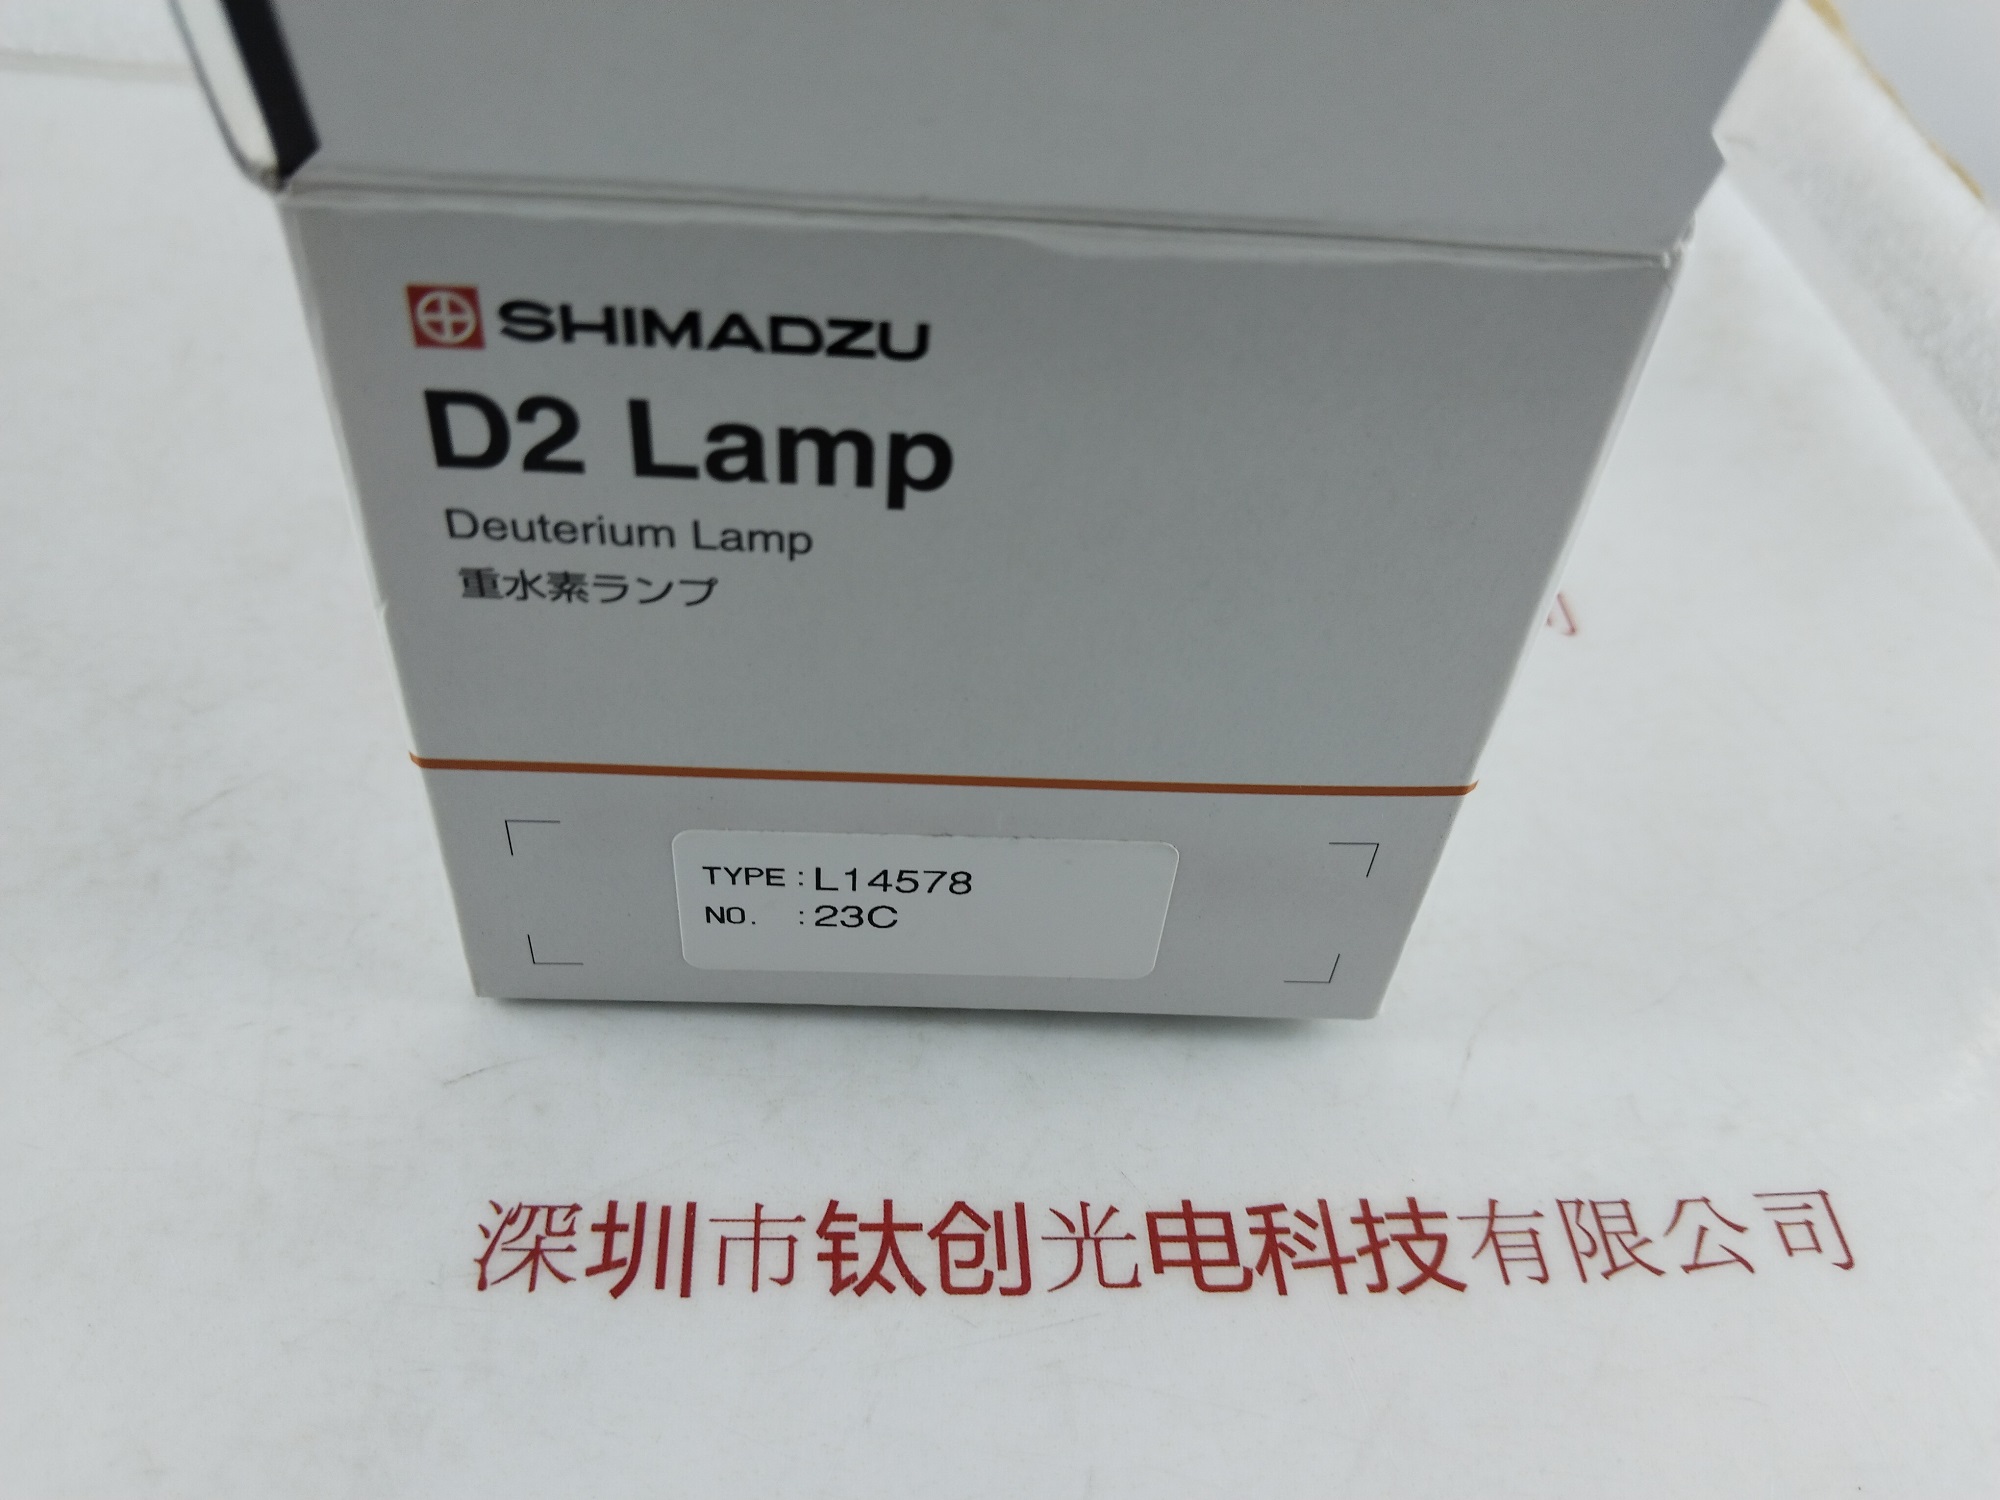 SHIMADZU
D2 Lamp
Deuterium Lamp
重水素ランプ
TYPE : L14578
NO. : 23C
深圳市钛创光电科技有限公司